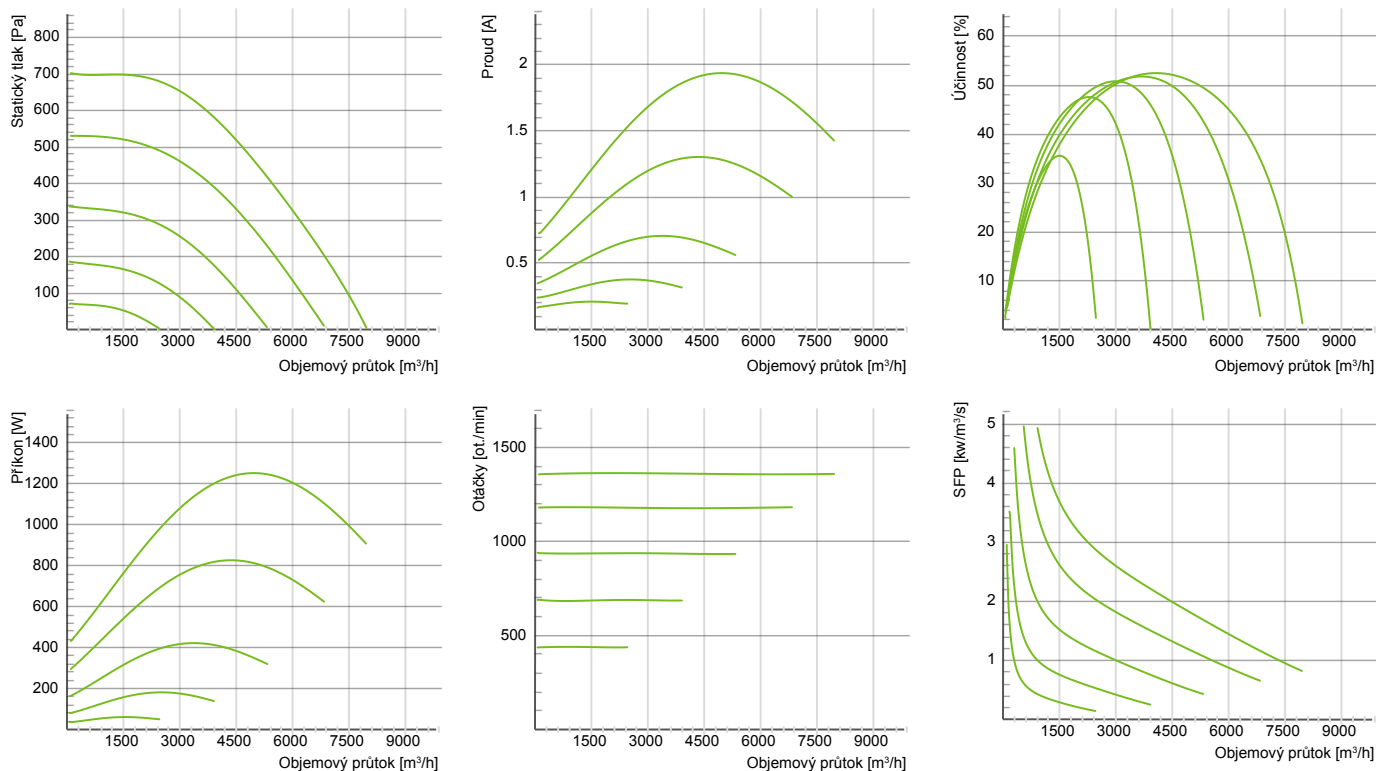 Statický tlak [Pa]
800
700
600
500
400
300
200
100
1500 3000 4500 6000 7500 9000
Objemový průtok [m³/h]
Proud [A]
2
1.5
1
0.5
1500 3000 4500 6000 7500 9000
Objemový průtok [m³/h]
Účinnost [%]
60
50
40
30
20
10
1500 3000 4500 6000 7500 9000
Objemový průtok [m³/h]
Příkon [W]
1400
1200
1000
800
600
400
200
1500 3000 4500 6000 7500 9000
Objemový průtok [m³/h]
Otáčky [ot./min]
1500
1000
500
1500 3000 4500 6000 7500 9000
Objemový průtok [m³/h]
SFP [kw/m³/s]
5
4
3
2
1
1500 3000 4500 6000 7500 9000
Objemový průtok [m³/h]